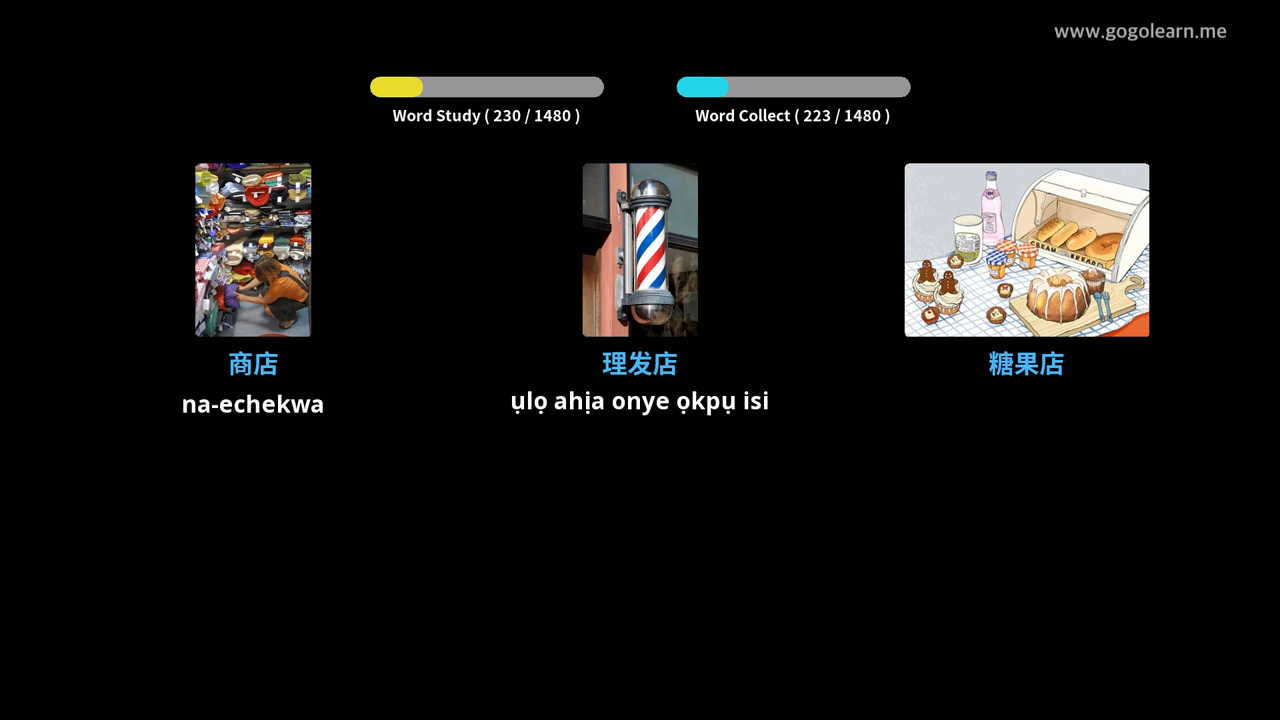 www.gogolearn.me
Word Study ( 230 / 1480 )
Word Collect ( 223 / 1480 )
商店
理发店
糖果店
na-echekwa
ụlọ ahịa onye ọkpụ isi